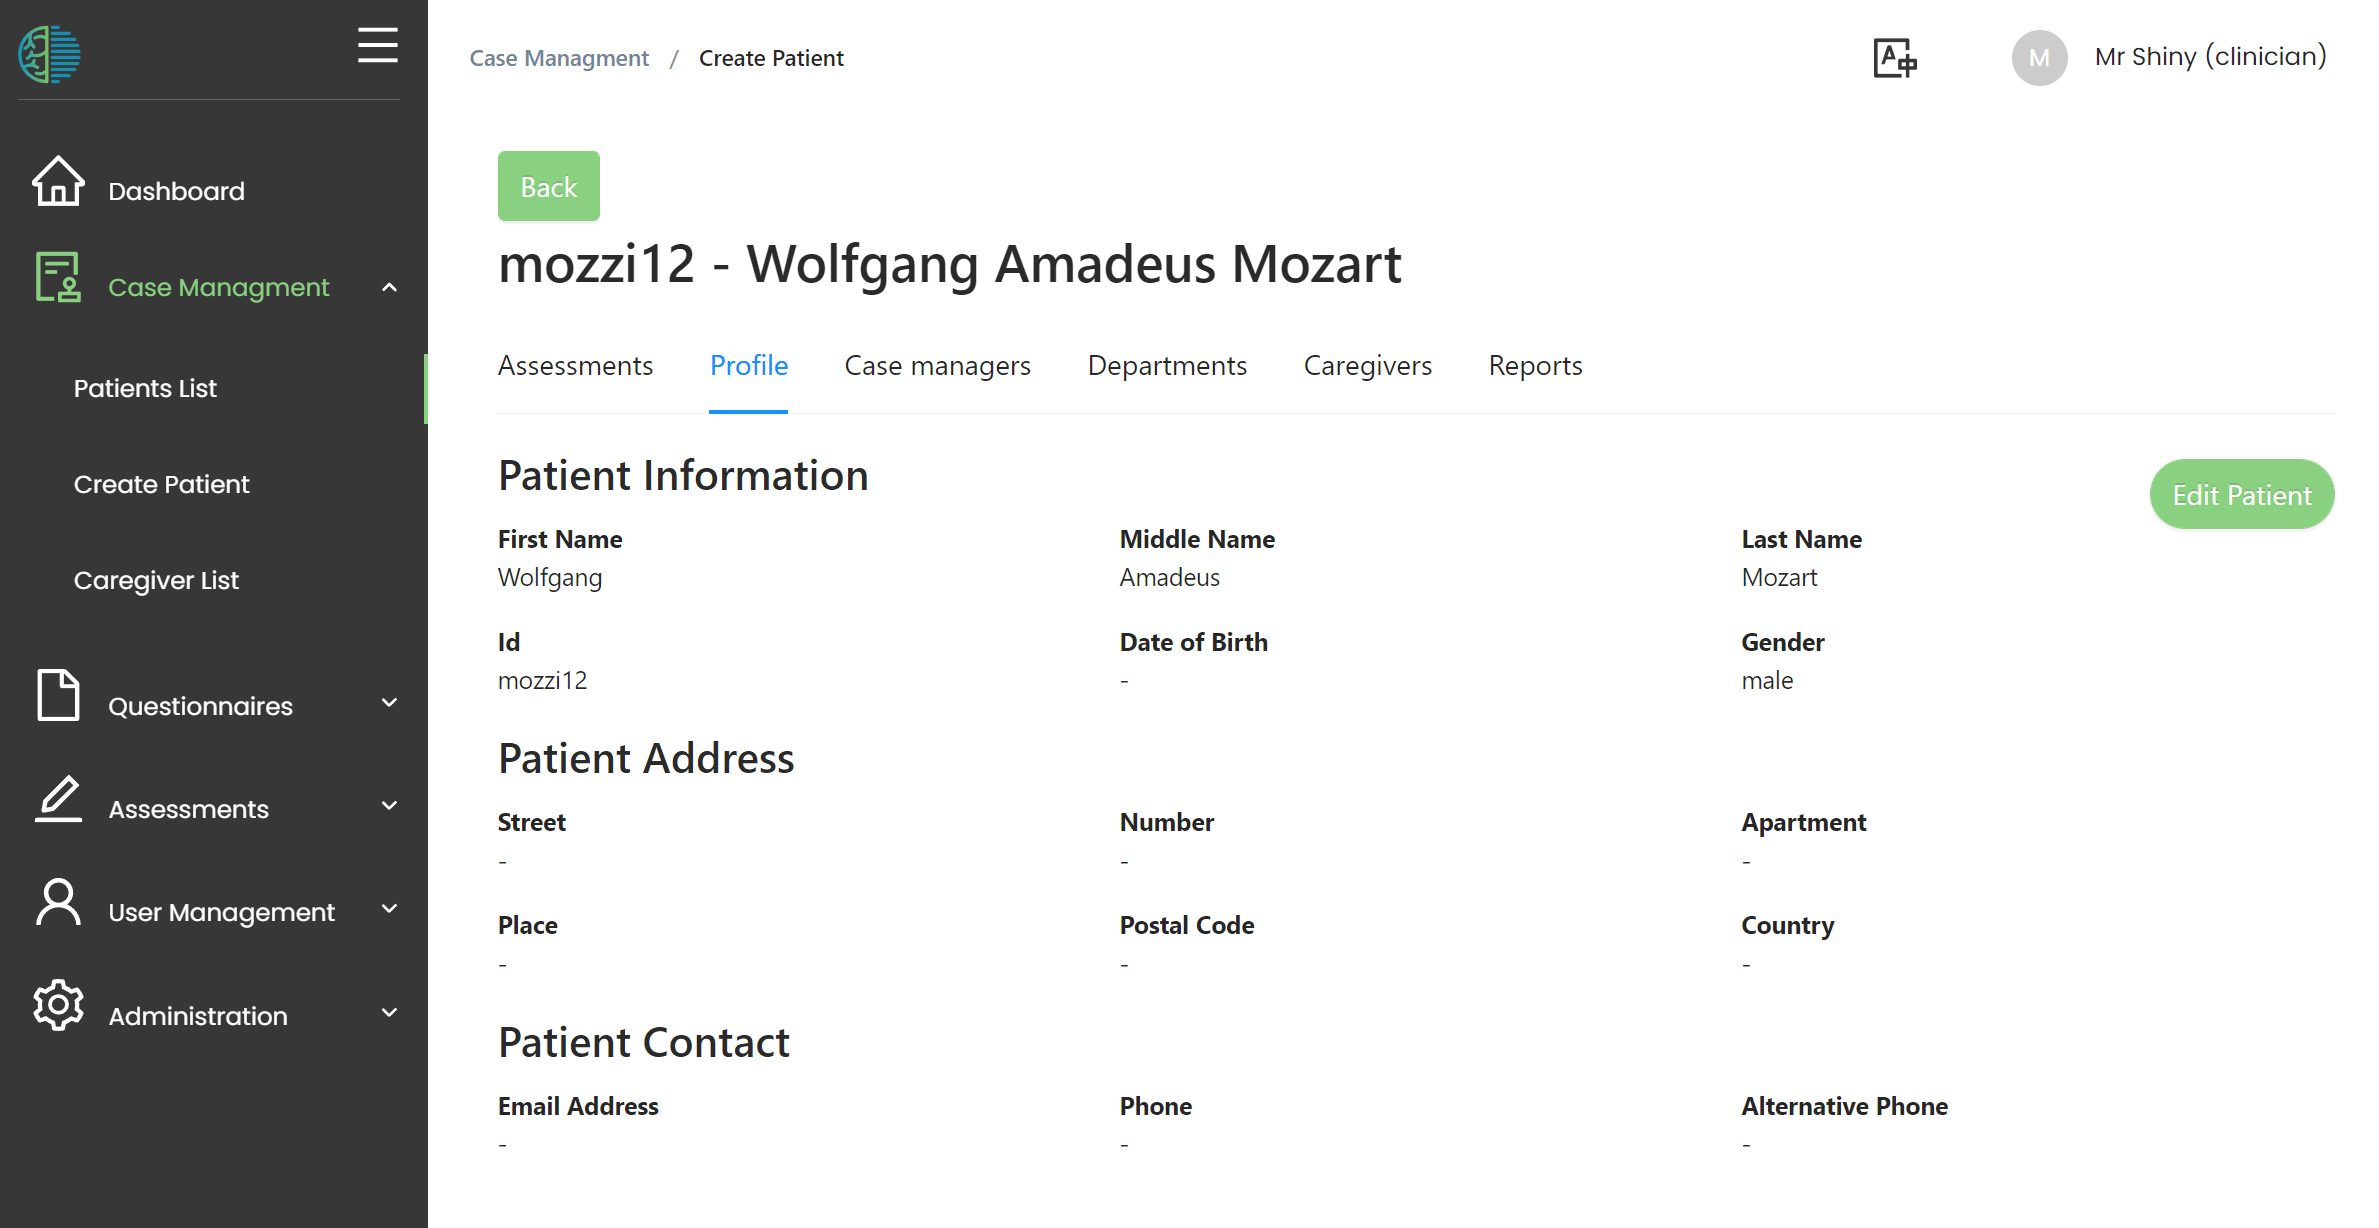 Case Managment / Create Patient
A
M
Mr Shiny (clinician)
Dashboard
Case Managment
Patients List
Create Patient
Caregiver List
Questionnaires
Assessments
User Management
Administration
Back
mozzi12 - Wolfgang Amadeus Mozart
Assessments Profile Case managers Departments Caregivers Reports
Patient Information
Edit Patient
First Name Middle Name Last Name
Wolfgang Amadeus Mozart
Id Date of Birth Gender
mozzi12 - male
Patient Address
Street Number Apartment
- - -
Place Postal Code Country
- - -
Patient Contact
Email Address Phone Alternative Phone
- - -